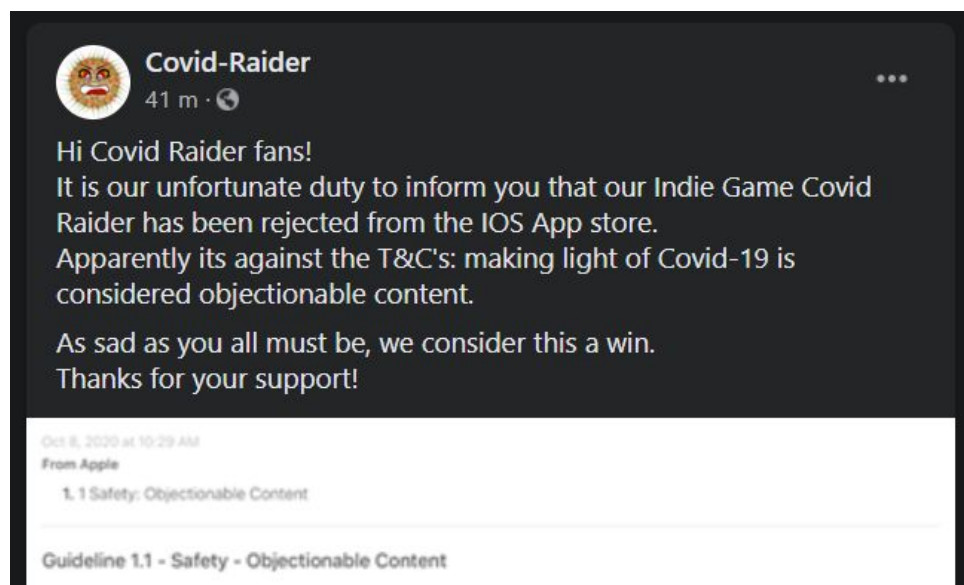 Covid-Raider
41 m ·
Hi Covid Raider fans!
It is our unfortunate duty to inform you that our Indie Game Covid
Raider has been rejected from the IOS App store.
Apparently its against the T&C's: making light of Covid-19 is
considered objectionable content.
As sad as you all must be, we consider this a win.
Thanks for your support!
Oct 8, 2020 at 10:29 AM
From Apple
1. 1 Safety: Objectionable Content
Guideline 1.1 - Safety - Objectionable Content